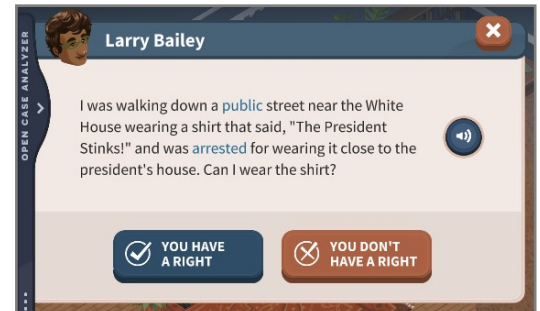 OPEN CASE ANALYZER
Larry Bailey
I was walking down a public street near the White
House wearing a shirt that said, "The President
Stinks!" and was arrested for wearing it close to the
president's house. Can I wear the shirt?
YOU HAVE
A RIGHT
YOU DON'T
HAVE A RIGHT